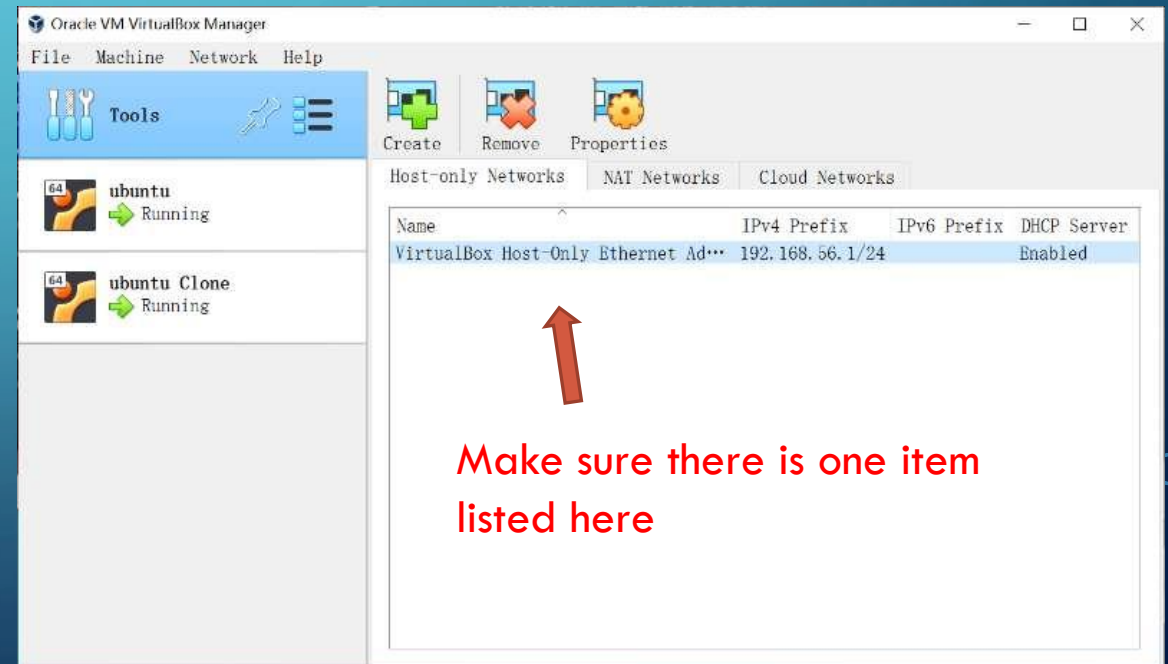 Oracle VM VirtualBox Manager
File Machine Network Help
Tools
Create Remove Properties
Host-only Networks NAT Networks Cloud Networks
64 ubuntu
Running
Name IPv4 Prefix IPv6 Prefix DHCP Server
VirtualBox Host-Only Ethernet Ad… 192.168.56.1/24 Enabled
64 ubuntu Clone
Running
Make sure there is one item
listed here